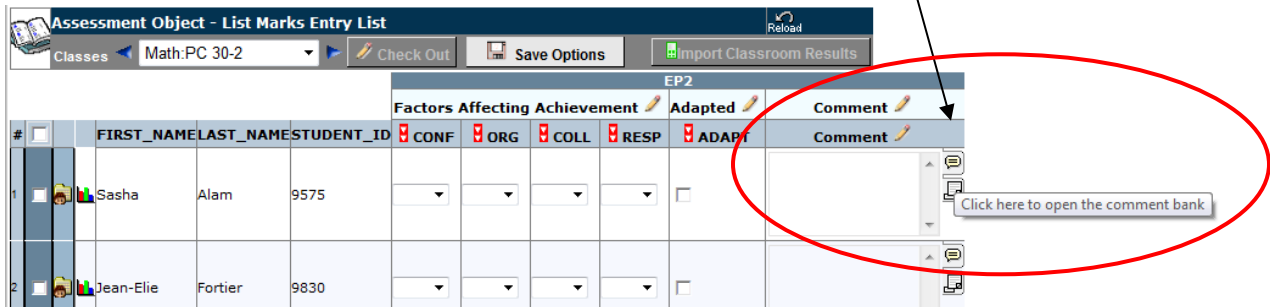 Assessment Object - List Marks Entry List
Reload
Classes Math:PC 30-2 Check Out Save Options Import Classroom Results
EP2
Factors Affecting Achievement Adapted Comment
# FIRST_NAME LAST_NAME STUDENT_ID CONF ORG COLL RESP ADAPT Comment
1 Sasha Alam 9575
Click here to open the comment bank
2 Jean-Elie Fortier 9830